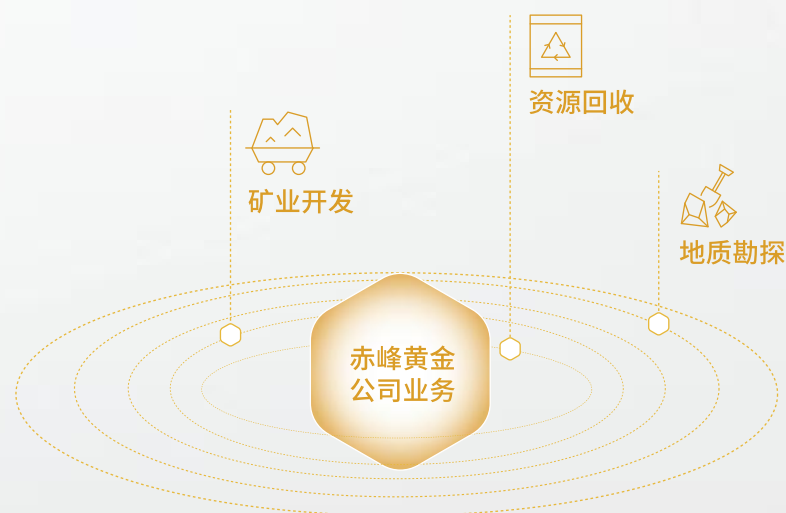 资源回收
矿业开发
地质勘探
赤峰黄金
公司业务